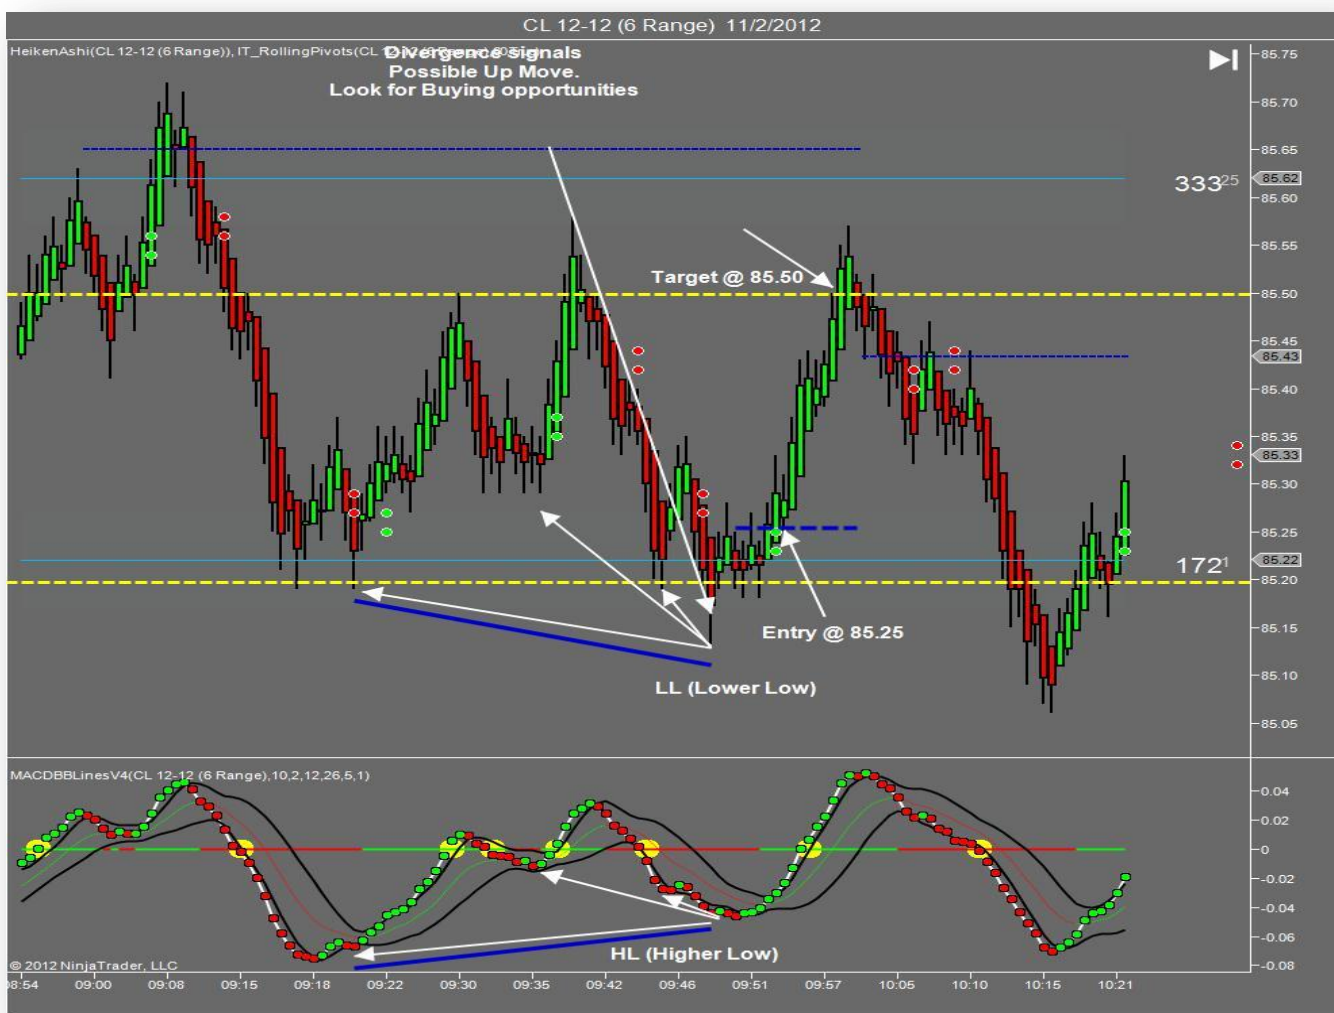 CL 12-12 (6 Range) 11/2/2012
HeikenAshi(CL 12-12 (6 Range)), IT_RollingPivots(CL
Divergence signals
Possible Up Move.
Look for Buying opportunities
85.75
85.70
85.65
333 25
85.62
85.60
85.55
Target @ 85.50
85.50
85.45
85.43
85.40
85.35
85.33
85.30
85.25
172 1
85.22
85.20
Entry @ 85.25
85.15
LL (Lower Low)
85.10
85.05
MACDBBLinesV4(CL 12-12 (6 Range),10,2,12,26,5,1)
0.04
0.02
0
-0.02
-0.04
HL (Higher Low)
-0.06
© 2012 NinjaTrader, LLC
-0.08
8:54 09:00 09:08 09:15 09:18 09:22 09:30 09:35 09:42 09:46 09:51 09:57 10:05 10:10 10:15 10:21